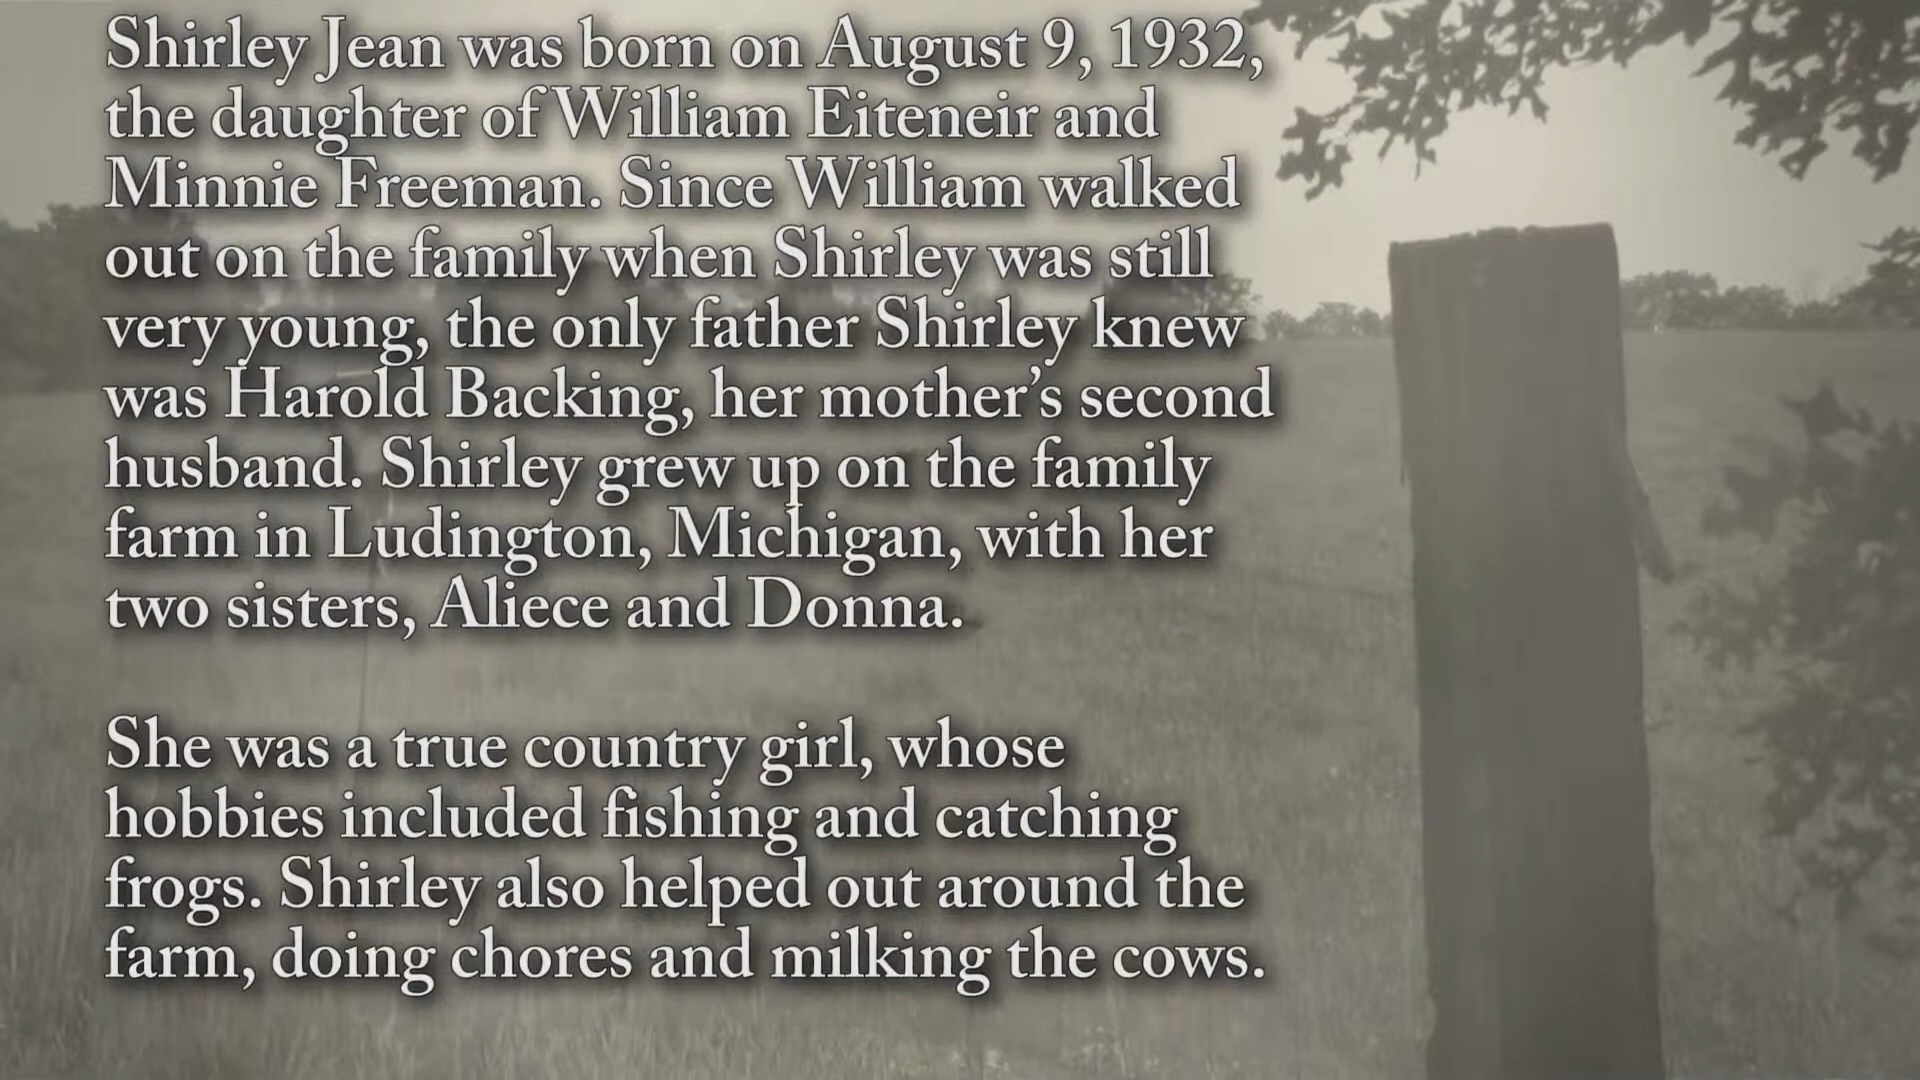 Shirley Jean was born on August 9, 1932,
the daughter of William Eiteneir and
Minnie Freeman. Since William walked
out on the family when Shirley was still
very young, the only father Shirley knew
was Harold Backing, her mother’s second
husband. Shirley grew up on the family
farm in Ludington, Michigan, with her
two sisters, Aliece and Donna.
She was a true country girl, whose
hobbies included fishing and catching
frogs. Shirley also helped out around the
farm, doing chores and milking the cows.